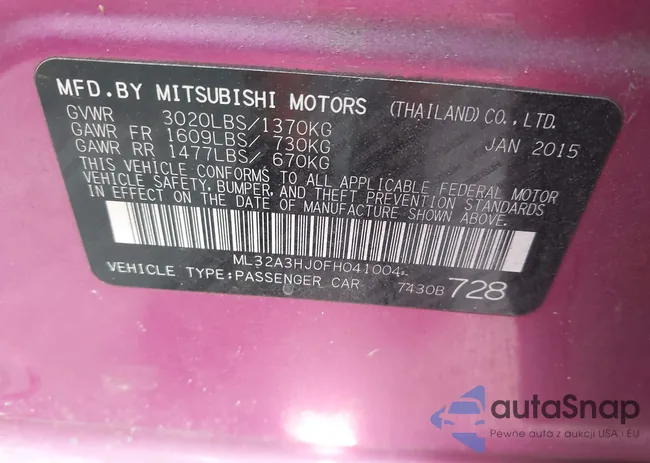 MFD.BY MITSUBISHI MOTORS (THAILAND) CO.,LTD.
GVWR 3020LBS/1370KG JAN 2015
GAWR FR 1609LBS/ 730KG
GAWR RR 1477LBS/ 670KG
THIS VEHICLE CONFORMS TO ALL APPLICABLE FEDERAL MOTOR
VEHICLE SAFETY, BUMPER, AND THEFT PREVENTION STANDARDS
IN EFFECT ON THE DATE OF MANUFACTURE SHOWN ABOVE.
ML32A3HJ0FH041004
VEHICLE TYPE:PASSENGER CAR 7430B 728
autoSnap
Pewne auta z aukcji USA i EU